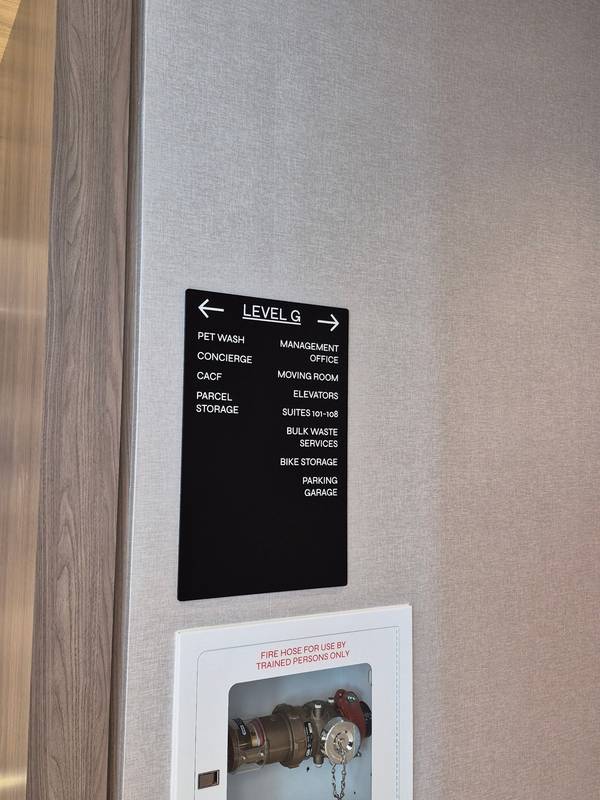 ← LEVEL G →
PET WASH
CONCIERGE
CACF
PARCEL
STORAGE
MANAGEMENT
OFFICE
MOVING ROOM
ELEVATORS
SUITES 101-108
BULK WASTE
SERVICES
BIKE STORAGE
PARKING
GARAGE
FIRE HOSE FOR USE BY
TRAINED PERSONS ONLY